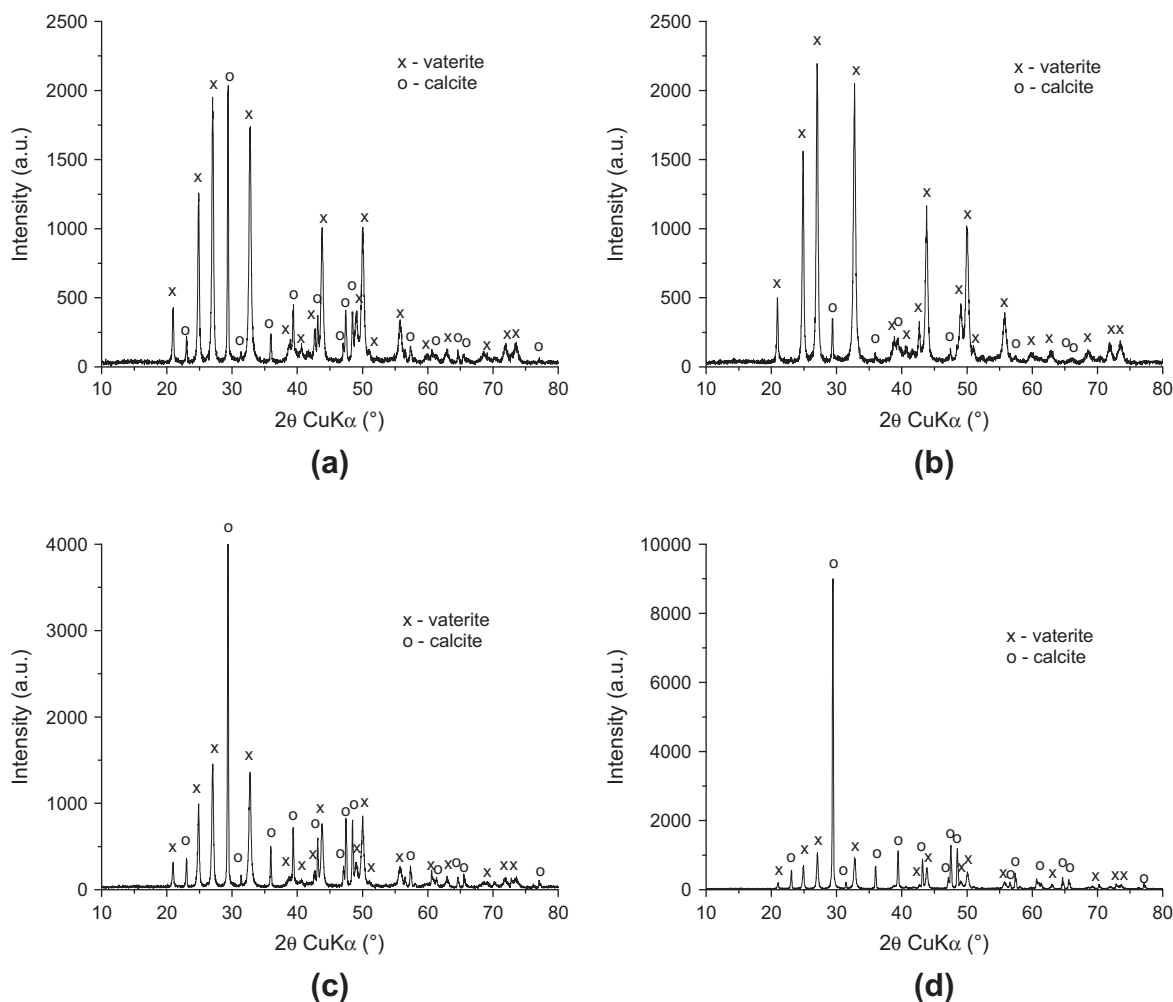 2500
2000
1500
1000
500
0
Intensity (a.u.)
x - vaterite
o - calcite
x x x o x x x x
o o x o x x o o o o x x x o x o x o o x x x o
10 20 30 40 50 60 70 80
2θ CuKα (°)
(a)
2500
2000
1500
1000
500
0
Intensity (a.u.)
x - vaterite
o - calcite
x x x o x o x o x x x x o x x x o x x o o x x x
10 20 30 40 50 60 70 80
2θ CuKα (°)
(b)
4000
3000
2000
1000
0
Intensity (a.u.)
x - vaterite
o - calcite
x o x x o o x o x o x o x o o o x x x x o x o x o o x x x o
10 20 30 40 50 60 70 80
2θ CuKα (°)
(c)
10000
8000
6000
4000
2000
0
Intensity (a.u.)
x - vaterite
o - calcite
x o x x o o x o o x o x o o o x x x o o o x o o x x x o
10 20 30 40 50 60 70 80
2θ CuKα (°)
(d)